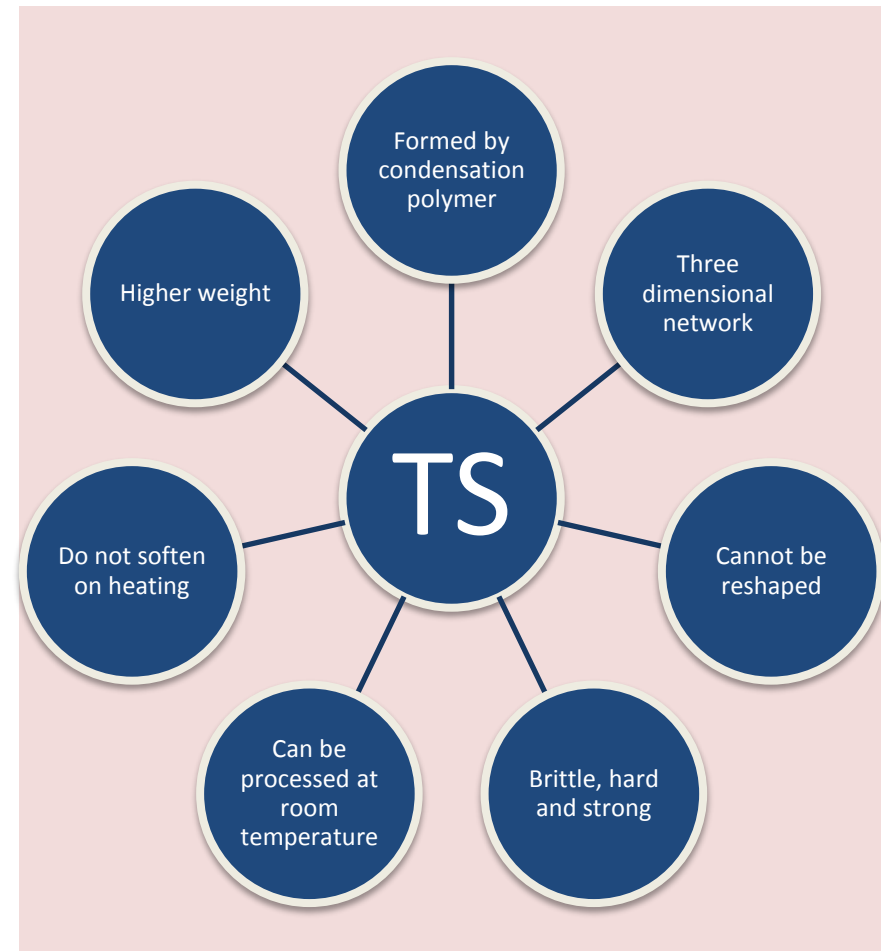 Formed by
condensation
polymer
Three
dimensional
network
Cannot be
reshaped
Brittle, hard
and strong
Can be
processed at
room
temperature
Do not soften
on heating
Higher weight
TS